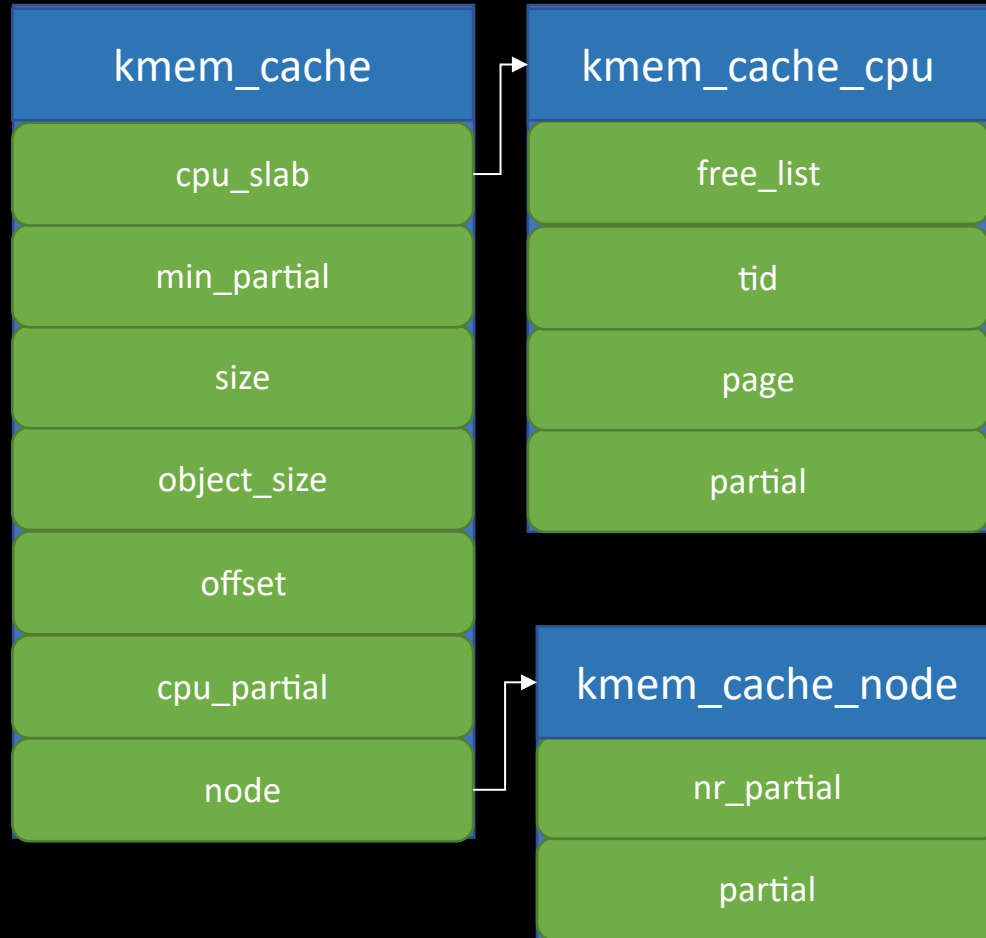 kmem_cache
cpu_slab
min_partial
size
object_size
offset
cpu_partial
node
kmem_cache_cpu
free_list
tid
page
partial
kmem_cache_node
nr_partial
partial